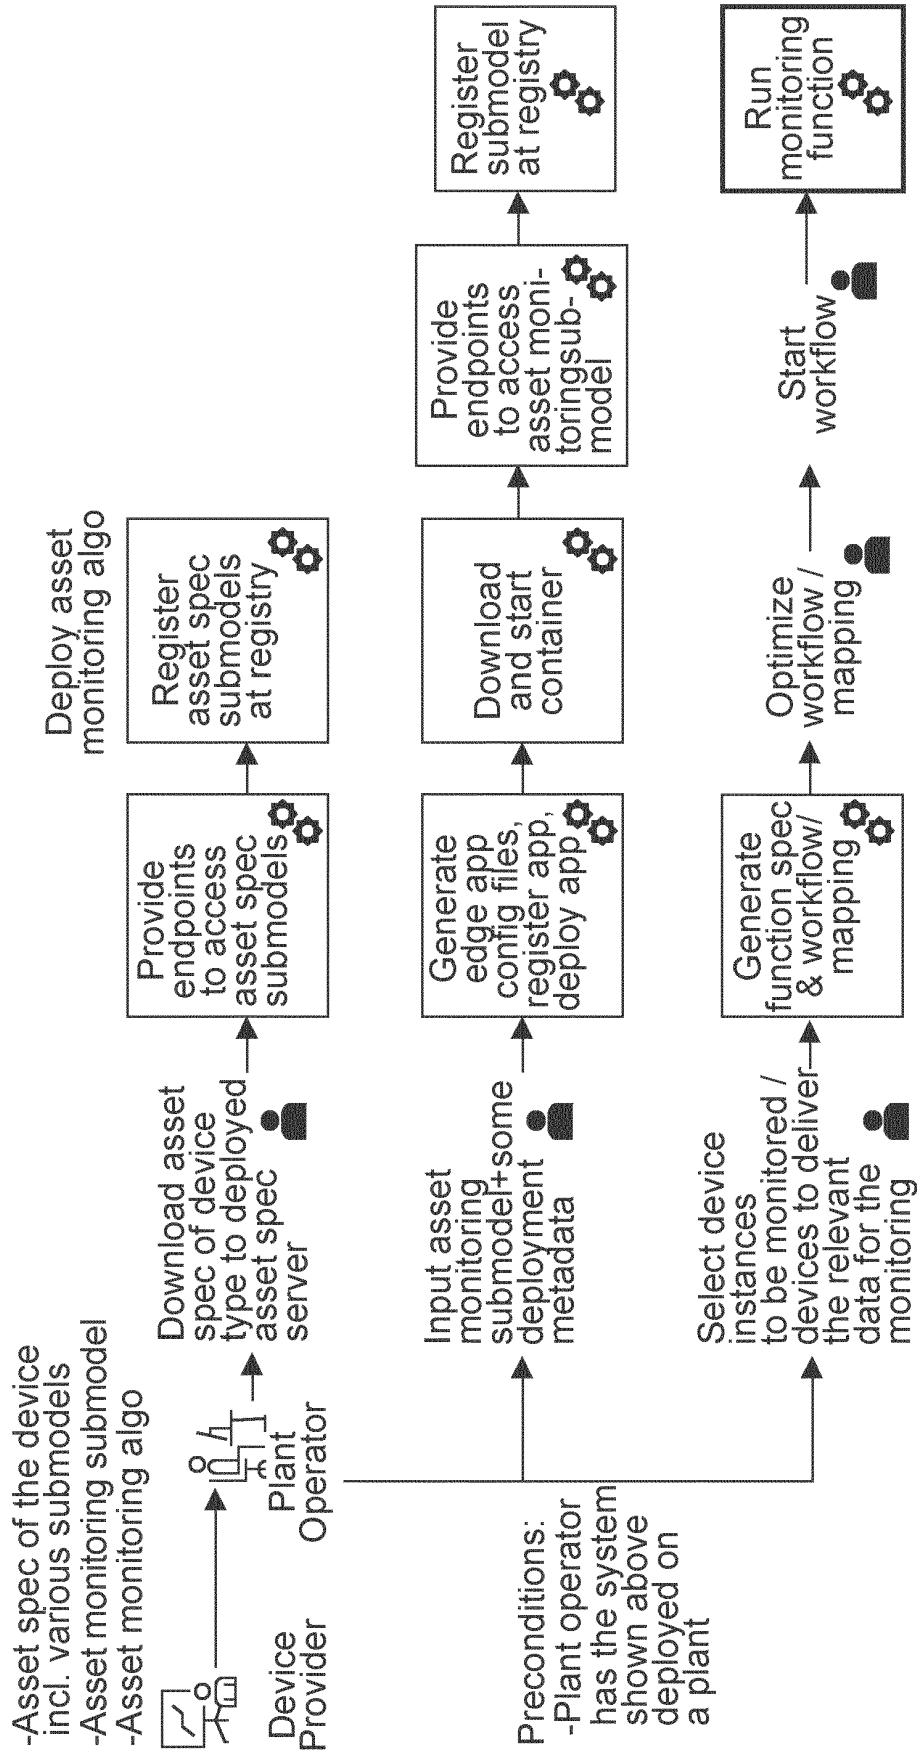 -Asset spec of the device
incl. various submodels
-Asset monitoring submodel
-Asset monitoring algo
Device
Provider
Plant
Operator
Preconditions:
-Plant operator
has the system
shown above
deployed on
a plant
Download asset
spec of device
type to deployed
asset spec
server
Provide
endpoints
to access
asset spec
submodels
Deploy asset
monitoring algo
Register
asset spec
submodels
at registry
Input asset
monitoring
submodel+some
deployment
metadata
Generate
edge app
config files,
register app,
deploy app
Download
and start
container
Provide
endpoints
to access
asset moni-
toringsub-
model
Register
submodel
at registry
Select device
instances
to be monitored /
devices to deliver
the relevant
data for the
monitoring
Generate
function spec
& workflow/
mapping
Optimize
workflow /
mapping
Start
workflow
Run
monitoring
function